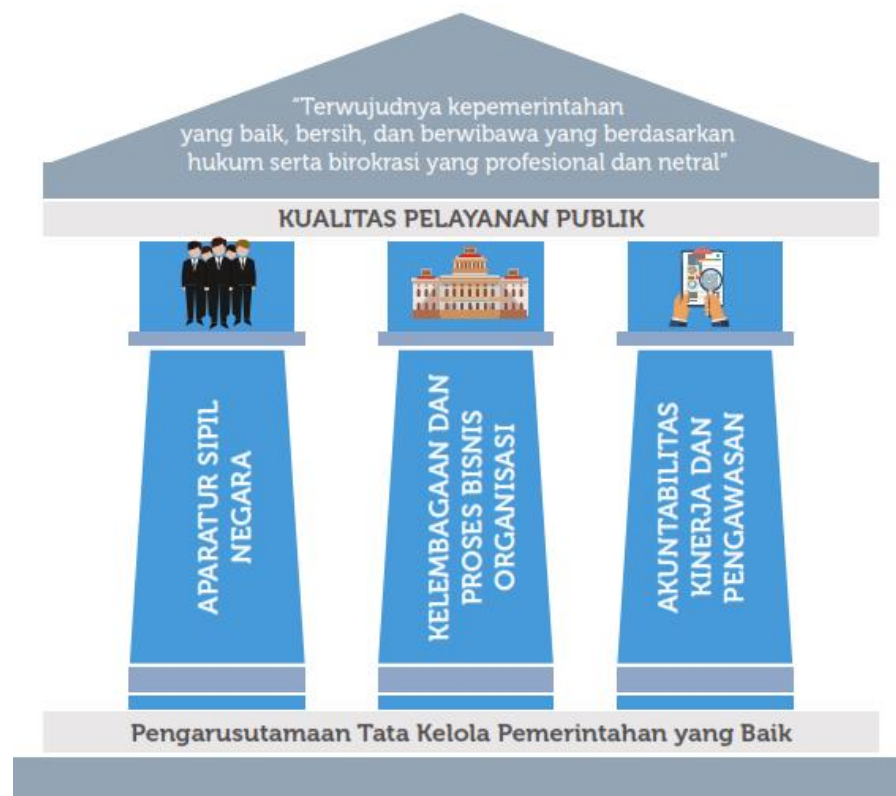 “Terwujudnya kepemerintahan
yang baik, bersih, dan berwibawa yang berdasarkan
hukum serta birokrasi yang profesional dan netral”
KUALITAS PELAYANAN PUBLIK
APARATUR SIPIL
NEGARA
KELEMBAGAAN DAN
PROSES BISNIS
ORGANISASI
AKUNTABILITAS
KINERJA DAN
PENGAWASAN
Pengarusutamaan Tata Kelola Pemerintahan yang Baik